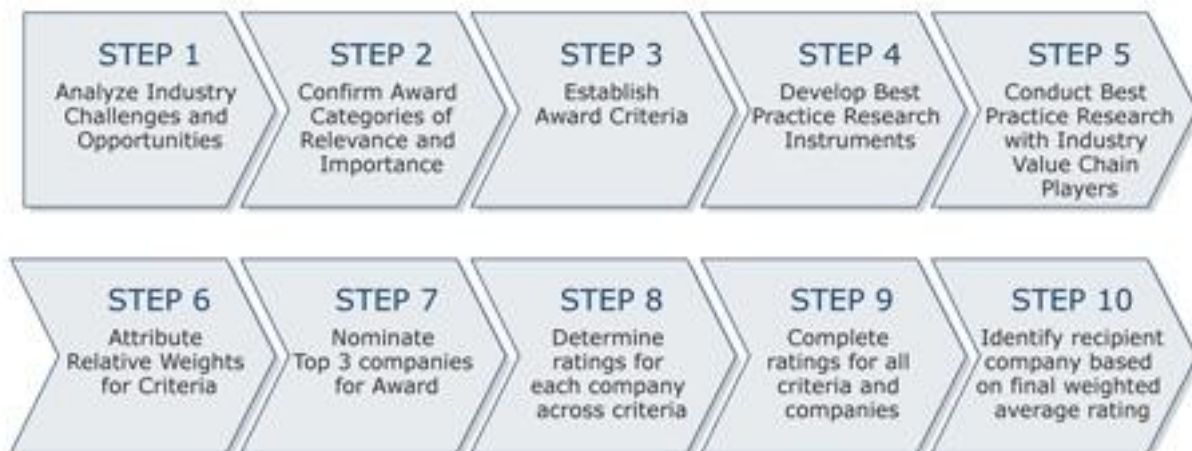 STEP 1
Analyze Industry
Challenges and
Opportunities
STEP 2
Confirm Award
Categories of
Relevance and
Importance
STEP 3
Establish
Award Criteria
STEP 4
Develop Best
Practice Research
Instruments
STEP 5
Conduct Best
Practice Research
with Industry
Value Chain
Players
STEP 6
Attribute
Relative Weights
for Criteria
STEP 7
Nominate
Top 3 companies
for Award
STEP 8
Determine
ratings for
each company
across criteria
STEP 9
Complete
ratings for all
criteria and
companies
STEP 10
Identify recipient
company based
on final weighted
average rating